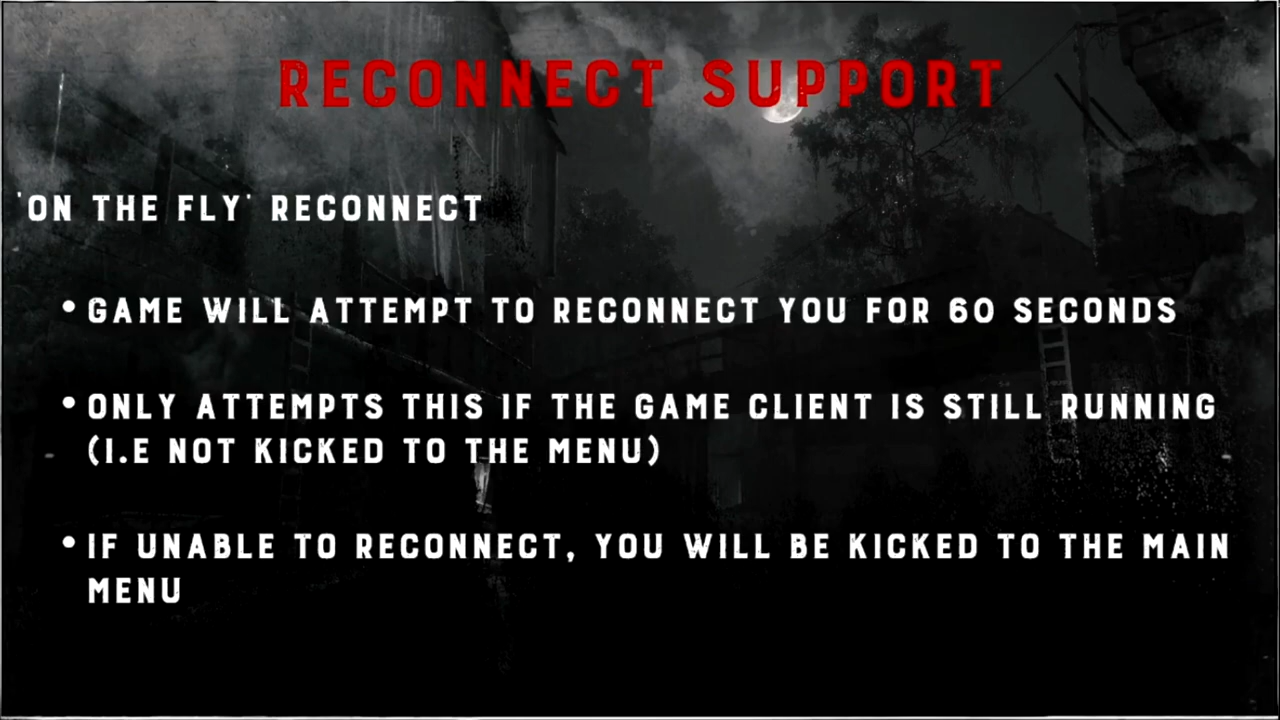 RECONNECT SUPPORT
'ON THE FLY' RECONNECT
• GAME WILL ATTEMPT TO RECONNECT YOU FOR 60 SECONDS
• ONLY ATTEMPTS THIS IF THE GAME CLIENT IS STILL RUNNING
(I.E NOT KICKED TO THE MENU)
• IF UNABLE TO RECONNECT, YOU WILL BE KICKED TO THE MAIN
MENU